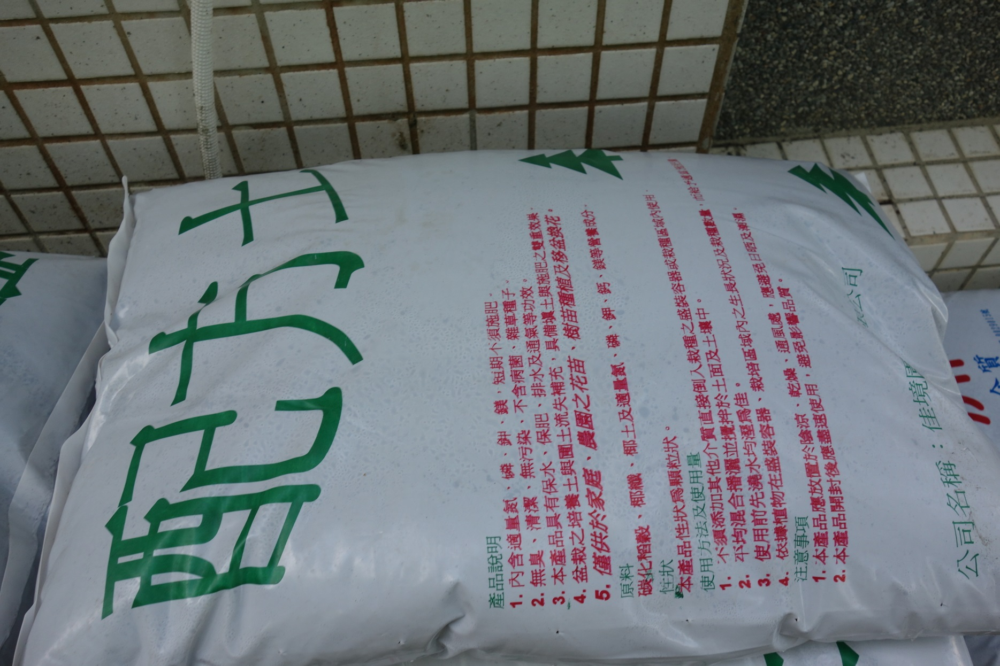 配方土
產品說明
1. 內含適量氮、磷、鉀、鎂，短期不須施肥。
2. 無臭、清潔、無污染、不含病菌、雜草種子。
3. 本產品具有保水、保肥、排水及通氣等功效。
4. 盆栽之培養土與園土流失補充，具備填土與施肥之雙重效果。
5. 僅供於家庭、農園之花苗、樹苗種植及移盆換花。
原料
碳化稻穀、椰纖、椰土及適量氮、磷、鉀、鈣、鎂等營養成分。
性狀
本產品性狀為顆粒狀。
使用方法及使用量
1. 不須添加其他介質直接倒入栽種之盛裝容器或栽種區域內使用。
2. 平均混合播灑並攪拌於土面及土壤中。
3. 使用前先澆水均溼為佳。
4. 依據植物在盛裝容器、栽培區域內之生長狀況及栽種數量，而給予
注意事項
1. 本產品應放置於陰涼、乾燥、通風處，應避免日晒及潮濕。
2. 本產品開封後應盡速使用，避免影響品質。
公司名稱：佳境園 公司
質